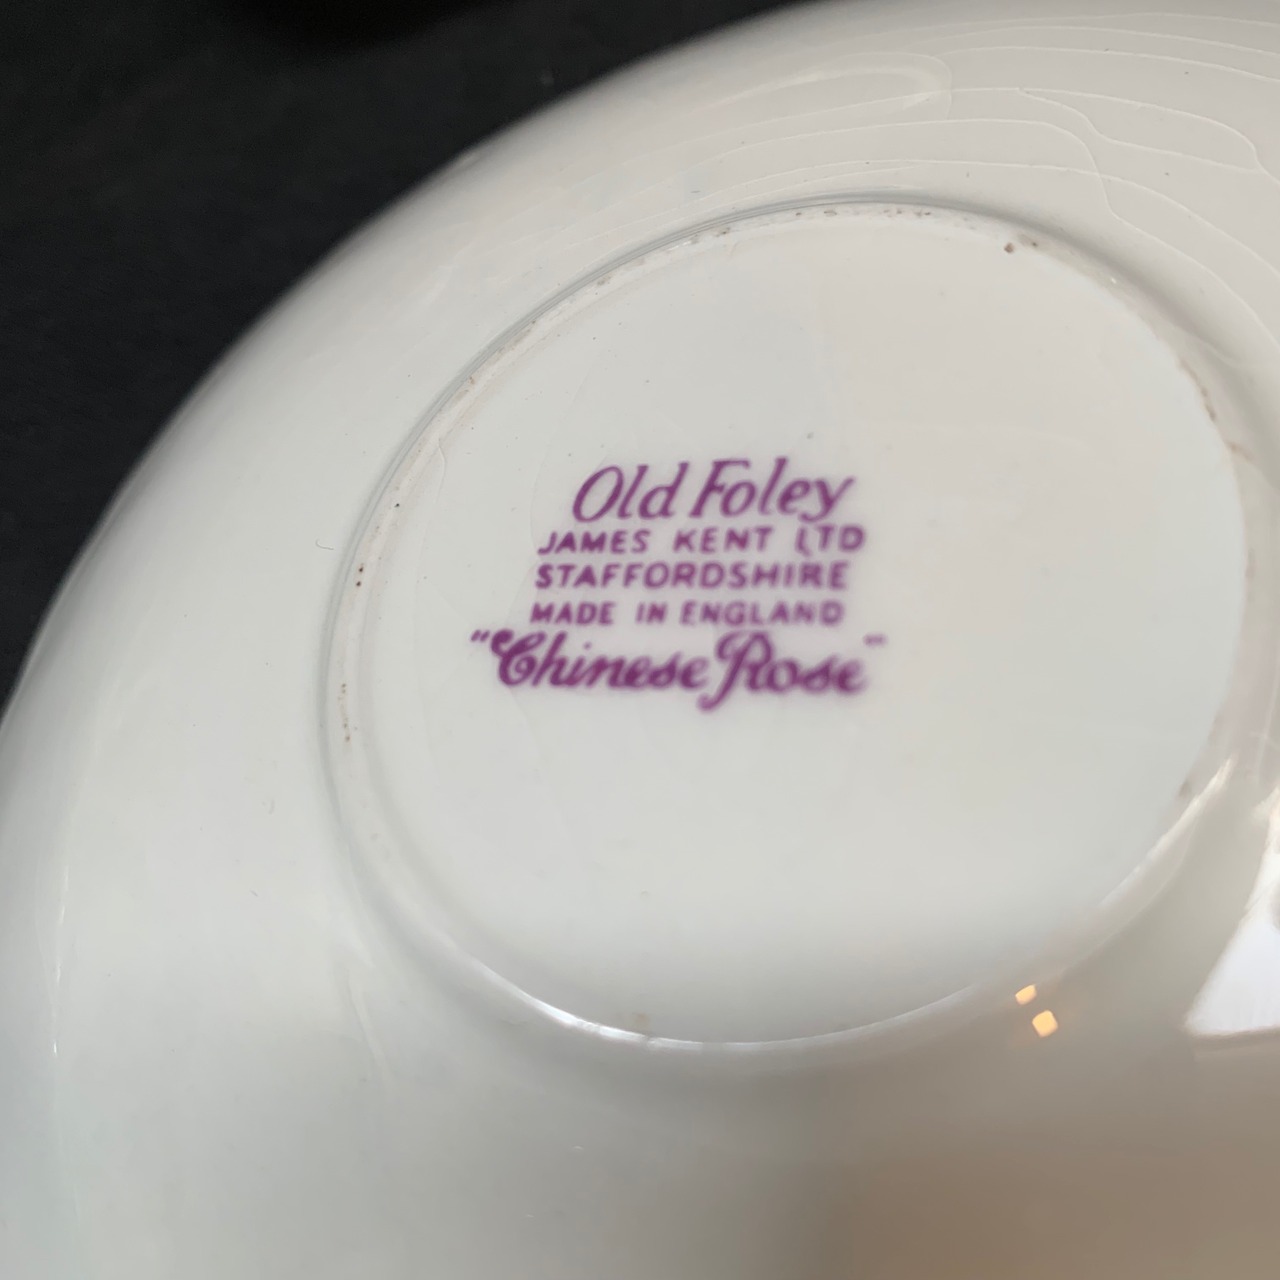 Old Foley
JAMES KENT LTD
STAFFORDSHIRE
MADE IN ENGLAND
"Chinese Rose"